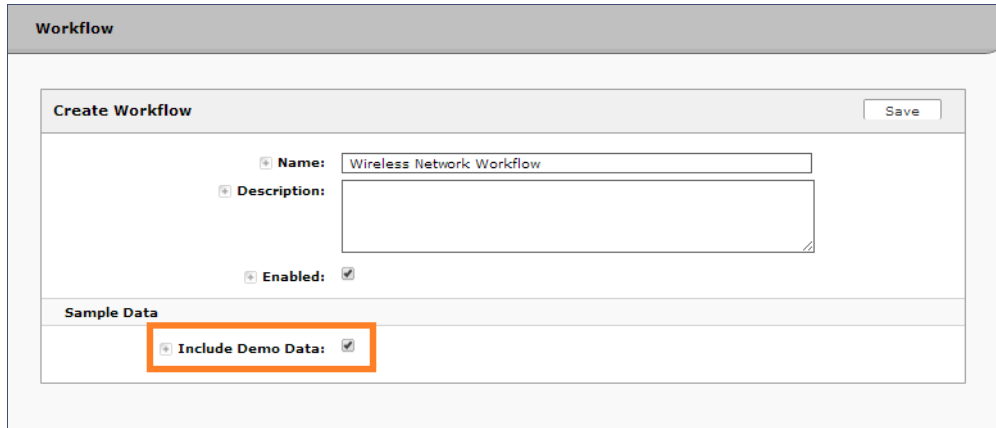 Workflow
Create Workflow
Save
Name: Wireless Network Workflow
Description:
Enabled:
Sample Data
Include Demo Data: